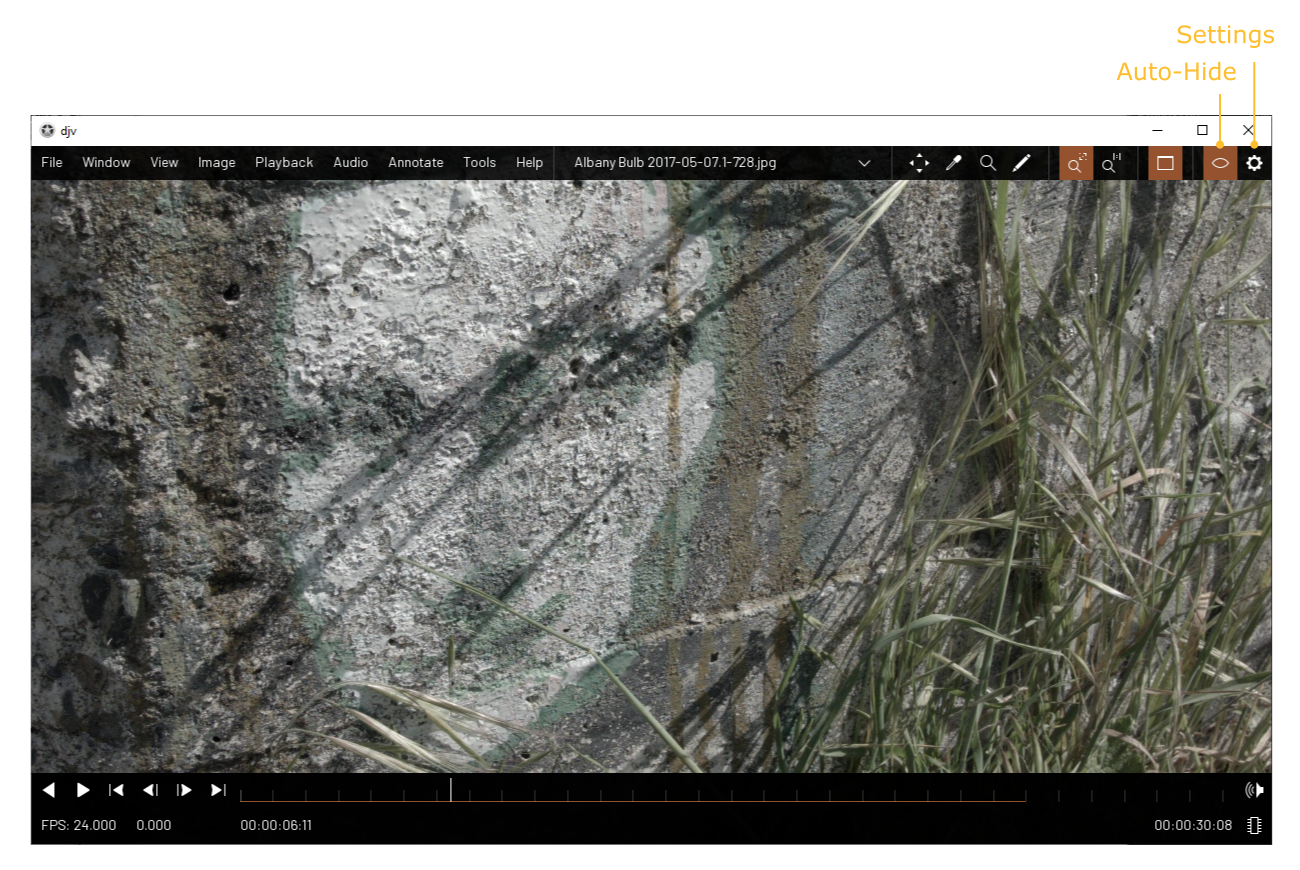 Settings
Auto-Hide
djv
File Window View Image Playback Audio Annotate Tools Help Albany Bulb 2017-05-07.1-728.jpg
FPS: 24.000 0.000 00:00:06:11 00:00:30:08